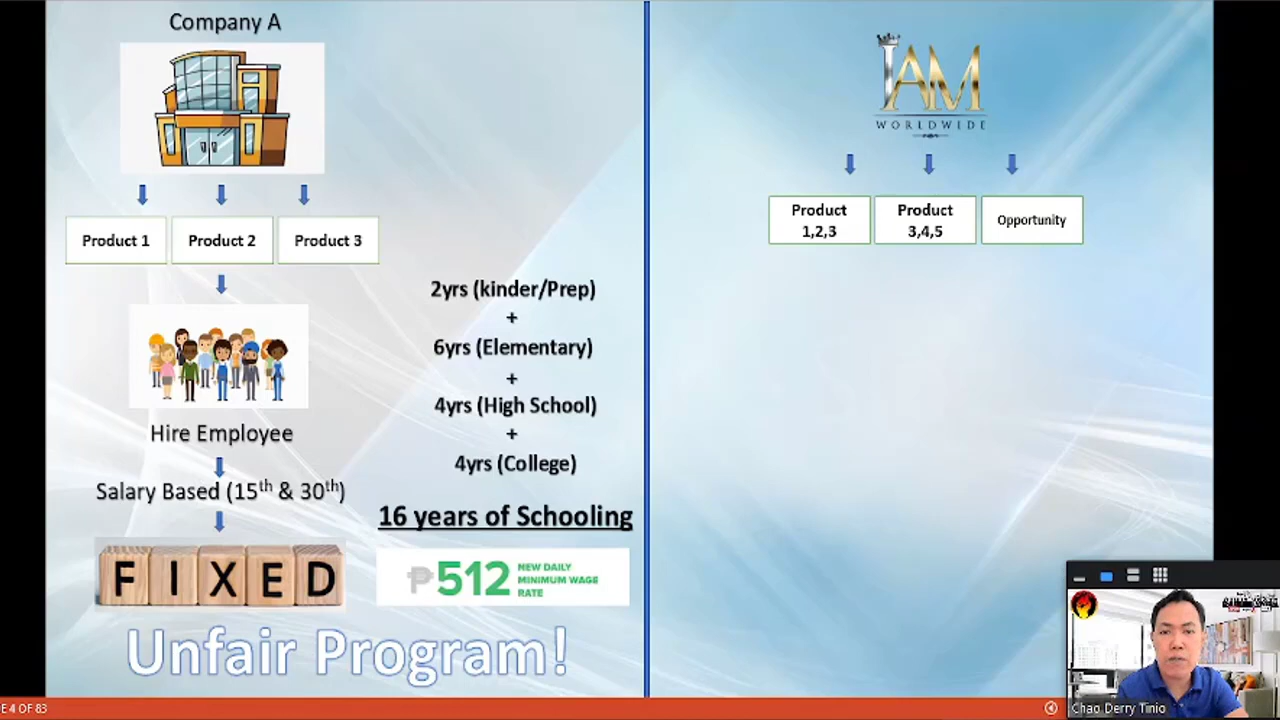 Company A
Product 1
Product 2
Product 3
Hire Employee
Salary Based (15th & 30th)
FIXED
Unfair Program!
2yrs (kinder/Prep)
+
6yrs (Elementary)
+
4yrs (High School)
+
4yrs (College)
16 years of Schooling
₱512
NEW DAILY
MINIMUM WAGE
RATE
IAM
WORLDWIDE
Product
1,2,3
Product
3,4,5
Opportunity
E 4 OF 83
Chao Derry Tinio